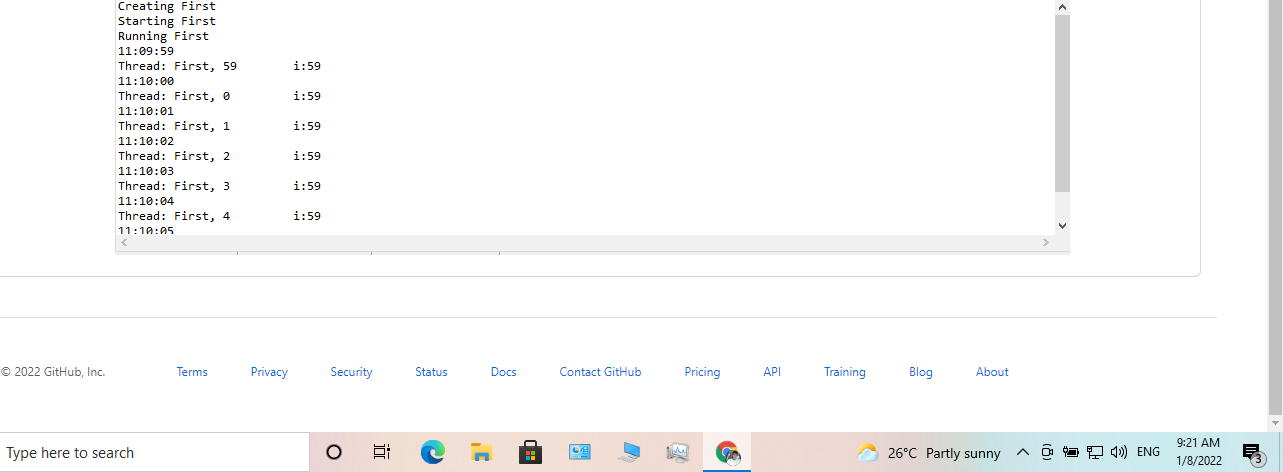 Creating First
Starting First
Running First
11:09:59
Thread: First, 59 i:59
11:10:00
Thread: First, 0 i:59
11:10:01
Thread: First, 1 i:59
11:10:02
Thread: First, 2 i:59
11:10:03
Thread: First, 3 i:59
11:10:04
Thread: First, 4 i:59
11:10:05
© 2022 GitHub, Inc. Terms Privacy Security Status Docs Contact GitHub Pricing API Training Blog About
Type here to search 26°C Partly sunny ENG 9:21 AM
1/8/2022 3